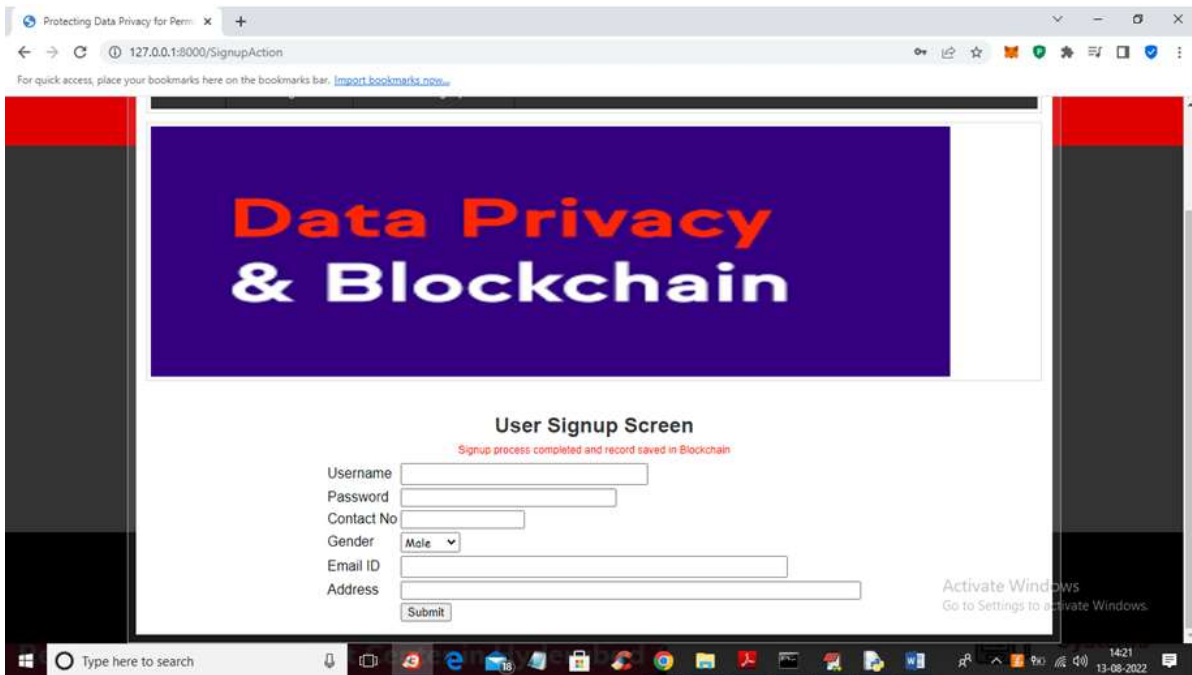 Protecting Data Privacy for Perm
127.0.0.1:8000/SignupAction
For quick access, place your bookmarks here on the bookmarks bar. Import bookmarks now...
Data Privacy
& Blockchain
User Signup Screen
Signup process completed and record saved in Blockchain
Username
Password
Contact No
Gender Male
Email ID
Address
Submit
Activate Windows
Go to Settings to activate Windows.
Type here to search
18
14:21
13-08-2022